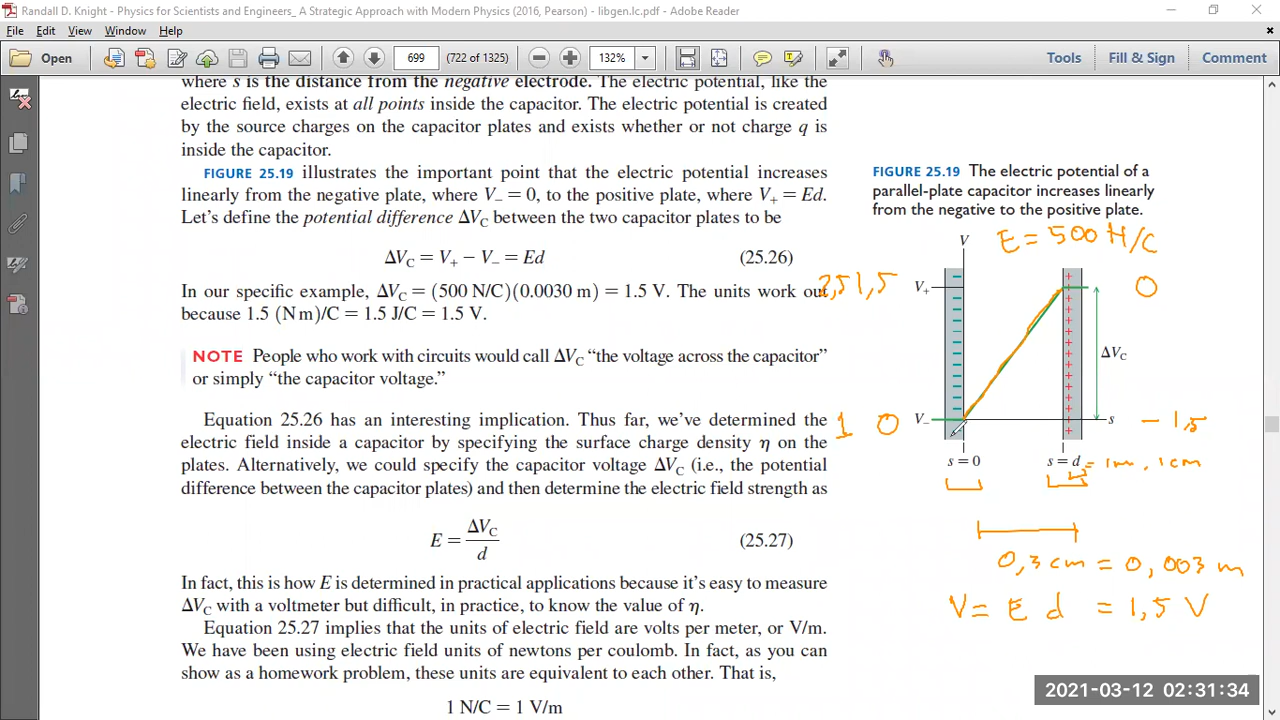 Randall D. Knight - Physics for Scientists and Engineers_ A Strategic Approach with Modern Physics (2016, Pearson) - libgen.lc.pdf - Adobe Reader
File Edit View Window Help
Open 699 (722 of 1325) 132% Tools Fill & Sign Comment
where s is the distance from the negative electrode. The electric potential, like the
electric field, exists at all points inside the capacitor. The electric potential is created
by the source charges on the capacitor plates and exists whether or not charge q is
inside the capacitor.
FIGURE 25.19 illustrates the important point that the electric potential increases
linearly from the negative plate, where V₋ = 0, to the positive plate, where V₊ = Ed.
Let's define the potential difference ΔV_C between the two capacitor plates to be
ΔV_C = V₊ − V₋ = Ed (25.26)
In our specific example, ΔV_C = (500 N/C)(0.0030 m) = 1.5 V. The units work out
because 1.5 (N m)/C = 1.5 J/C = 1.5 V.
NOTE People who work with circuits would call ΔV_C "the voltage across the capacitor"
or simply "the capacitor voltage."
Equation 25.26 has an interesting implication. Thus far, we've determined the
electric field inside a capacitor by specifying the surface charge density η on the
plates. Alternatively, we could specify the capacitor voltage ΔV_C (i.e., the potential
difference between the capacitor plates) and then determine the electric field strength as
E = ΔV_C / d (25.27)
In fact, this is how E is determined in practical applications because it's easy to measure
ΔV_C with a voltmeter but difficult, in practice, to know the value of η.
Equation 25.27 implies that the units of electric field are volts per meter, or V/m.
We have been using electric field units of newtons per coulomb. In fact, as you can
show as a homework problem, these units are equivalent to each other. That is,
1 N/C = 1 V/m
FIGURE 25.19 The electric potential of a
parallel-plate capacitor increases linearly
from the negative to the positive plate.
V E = 500 N/C
2,5 1,5 V₊ 0
ΔV_C
1 0 V₋ s − 1,5
s = 0 s = d = 1m. 1cm
0,3 cm = 0,003 m
V = E d = 1,5 V
2021-03-12 02:31:34